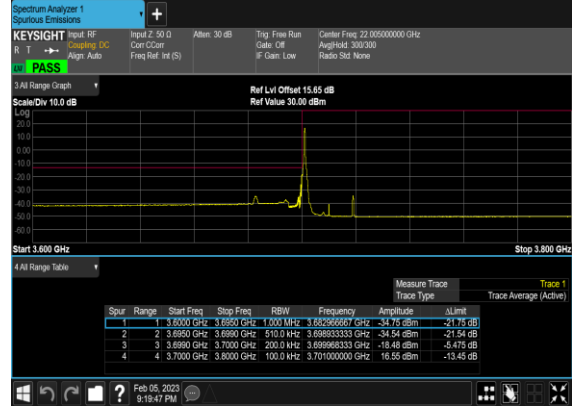 Spectrum Analyzer 1
Spurious Emissions
KEYSIGHT Input: RF Input Z: 50 Ω Atten: 30 dB Trig: Free Run Center Freq: 22.005000000 GHz
R T Coupling: DC Corr CCorr Gate: Off Avg|Hold: 300/300
Align: Auto Freq Ref: Int (S) IF Gain: Low Radio Std: None
PASS
3 All Range Graph
Ref Lvl Offset 15.65 dB
Scale/Div 10.0 dB Ref Value 30.00 dBm
Log
20.0
10.0
0.00
-10.0
-20.0
-30.0
-40.0
-50.0
-60.0
Start 3.600 GHz Stop 3.800 GHz
4 All Range Table
Measure Trace Trace 1
Trace Type Trace Average (Active)
Spur Range Start Freq Stop Freq RBW Frequency Amplitude ΔLimit
1 1 3.6000 GHz 3.6950 GHz 1.000 MHz 3.682966667 GHz -34.75 dBm -21.75 dB
2 2 3.6950 GHz 3.6990 GHz 510.0 kHz 3.698933333 GHz -34.54 dBm -21.54 dB
3 3 3.6990 GHz 3.7000 GHz 200.0 kHz 3.699968333 GHz -18.48 dBm -5.475 dB
4 4 3.7000 GHz 3.8000 GHz 100.0 kHz 3.701000000 GHz 16.55 dBm -13.45 dB
? Feb 05, 2023
9:19:47 PM